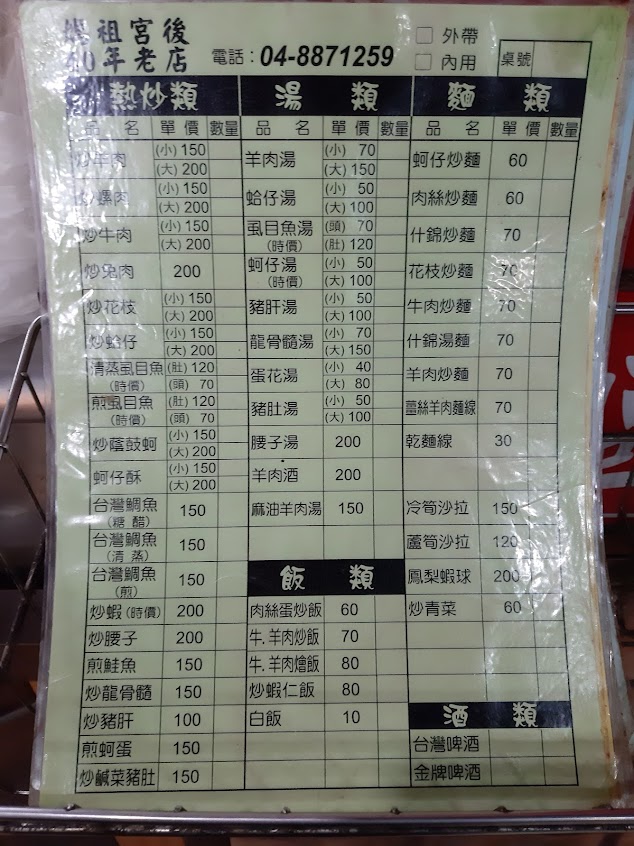 媽祖宮後
40年老店
電話：04-8871259
□ 外帶
□ 內用
桌號
熱炒類
品名 單價 數量
炒牛肉 (小) 150
(大) 200
炒螺肉 (小) 150
(大) 200
炒牛肉 (小) 150
(大) 200
炒兔肉 200
炒花枝 (小) 150
(大) 200
炒蛤仔 (小) 150
(大) 200
清蒸虱目魚 (肚) 120
(時價) (頭) 70
煎虱目魚 (肚) 120
(時價) (頭) 70
炒蔭鼓蚵 (小) 150
(大) 200
蚵仔酥 (小) 150
(大) 200
台灣鯛魚 150
(糖醋)
台灣鯛魚 150
(清蒸)
台灣鯛魚 150
(煎)
炒蝦(時價) 200
炒腰子 200
煎鮭魚 150
炒龍骨髓 150
炒豬肝 100
煎蚵蛋 150
炒鹹菜豬肚 150
湯類
品名 單價 數量
羊肉湯 (小) 70
(大) 150
蛤仔湯 (小) 50
(大) 100
虱目魚湯 (頭) 70
(時價) (肚) 120
蚵仔湯 (小) 50
(時價) (大) 100
豬肝湯 (小) 50
(大) 100
龍骨髓湯 (小) 70
(大) 150
蛋花湯 (小) 40
(大) 80
豬肚湯 (小) 50
(大) 100
腰子湯 200
羊肉酒 200
麻油羊肉湯 150
飯類
肉絲蛋炒飯 60
牛.羊肉炒飯 70
牛.羊肉燴飯 80
炒蝦仁飯 80
白飯 10
麵類
品名 單價 數量
蚵仔炒麵 60
肉絲炒麵 60
什錦炒麵 70
花枝炒麵 70
牛肉炒麵 70
什錦湯麵 70
羊肉炒麵 70
薑絲羊肉麵線 70
乾麵線 30
冷筍沙拉 150
蘆筍沙拉 120
鳳梨蝦球 200
炒青菜 60
酒類
台灣啤酒
金牌啤酒